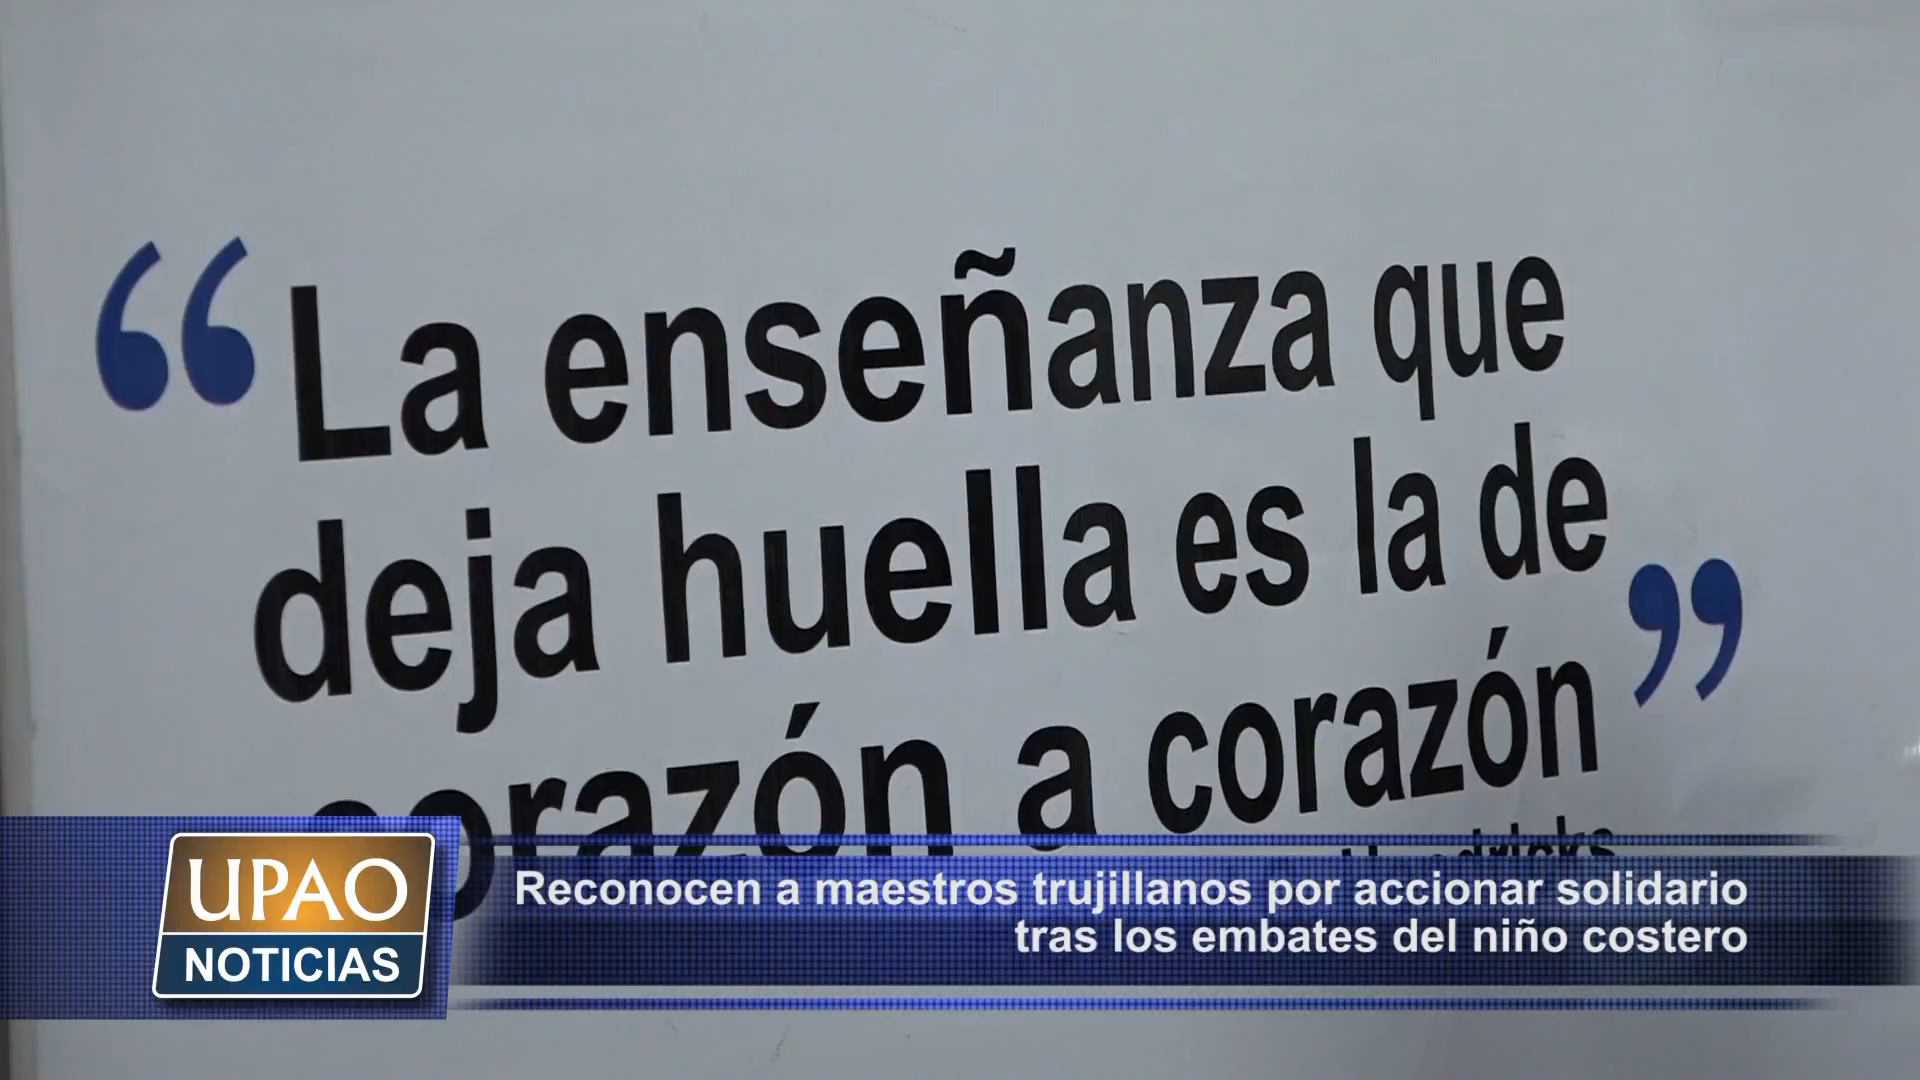 “La enseñanza que
deja huella es la de
corazón a corazón”
UPAO
NOTICIAS
Reconocen a maestros trujillanos por accionar solidario
tras los embates del niño costero